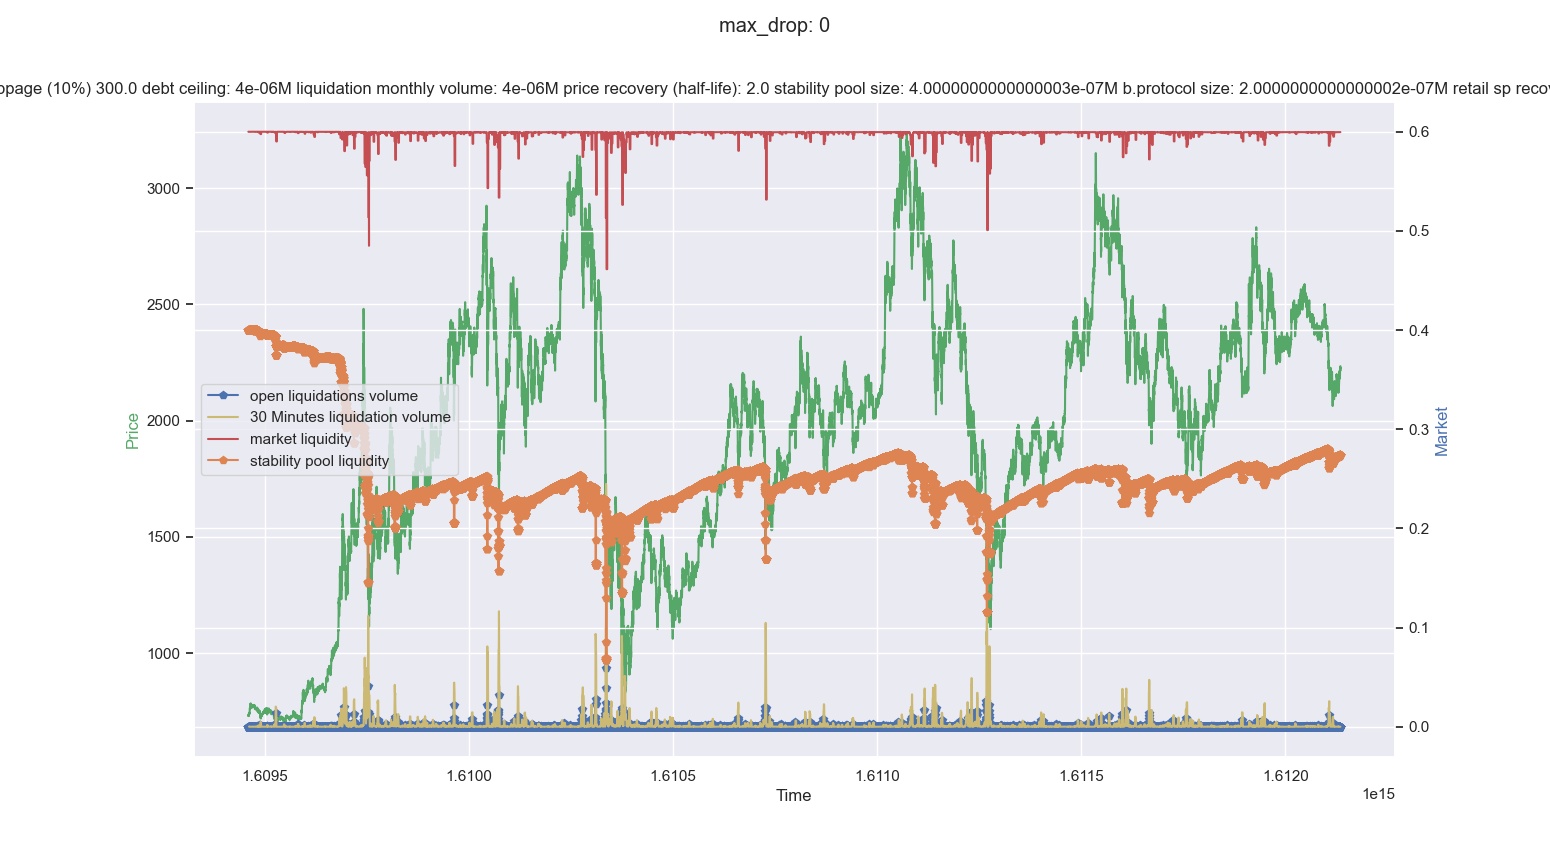 max_drop: 0
(10%) 300.0 debt ceiling: 4e-06M liquidation monthly volume: 4e-06M price recovery (half-life): 2.0 stability pool size: 4.0000000000000003e-07M b.protocol size: 2.0000000000000002e-07M retail sp
3000
2500
2000
1500
1000
Price
open liquidations volume
30 Minutes liquidation volume
market liquidity
stability pool liquidity
0.6
0.5
0.4
0.3
0.2
0.1
0.0
Market
1.6095 1.6100 1.6105 1.6110 1.6115 1.6120
Time
1e15